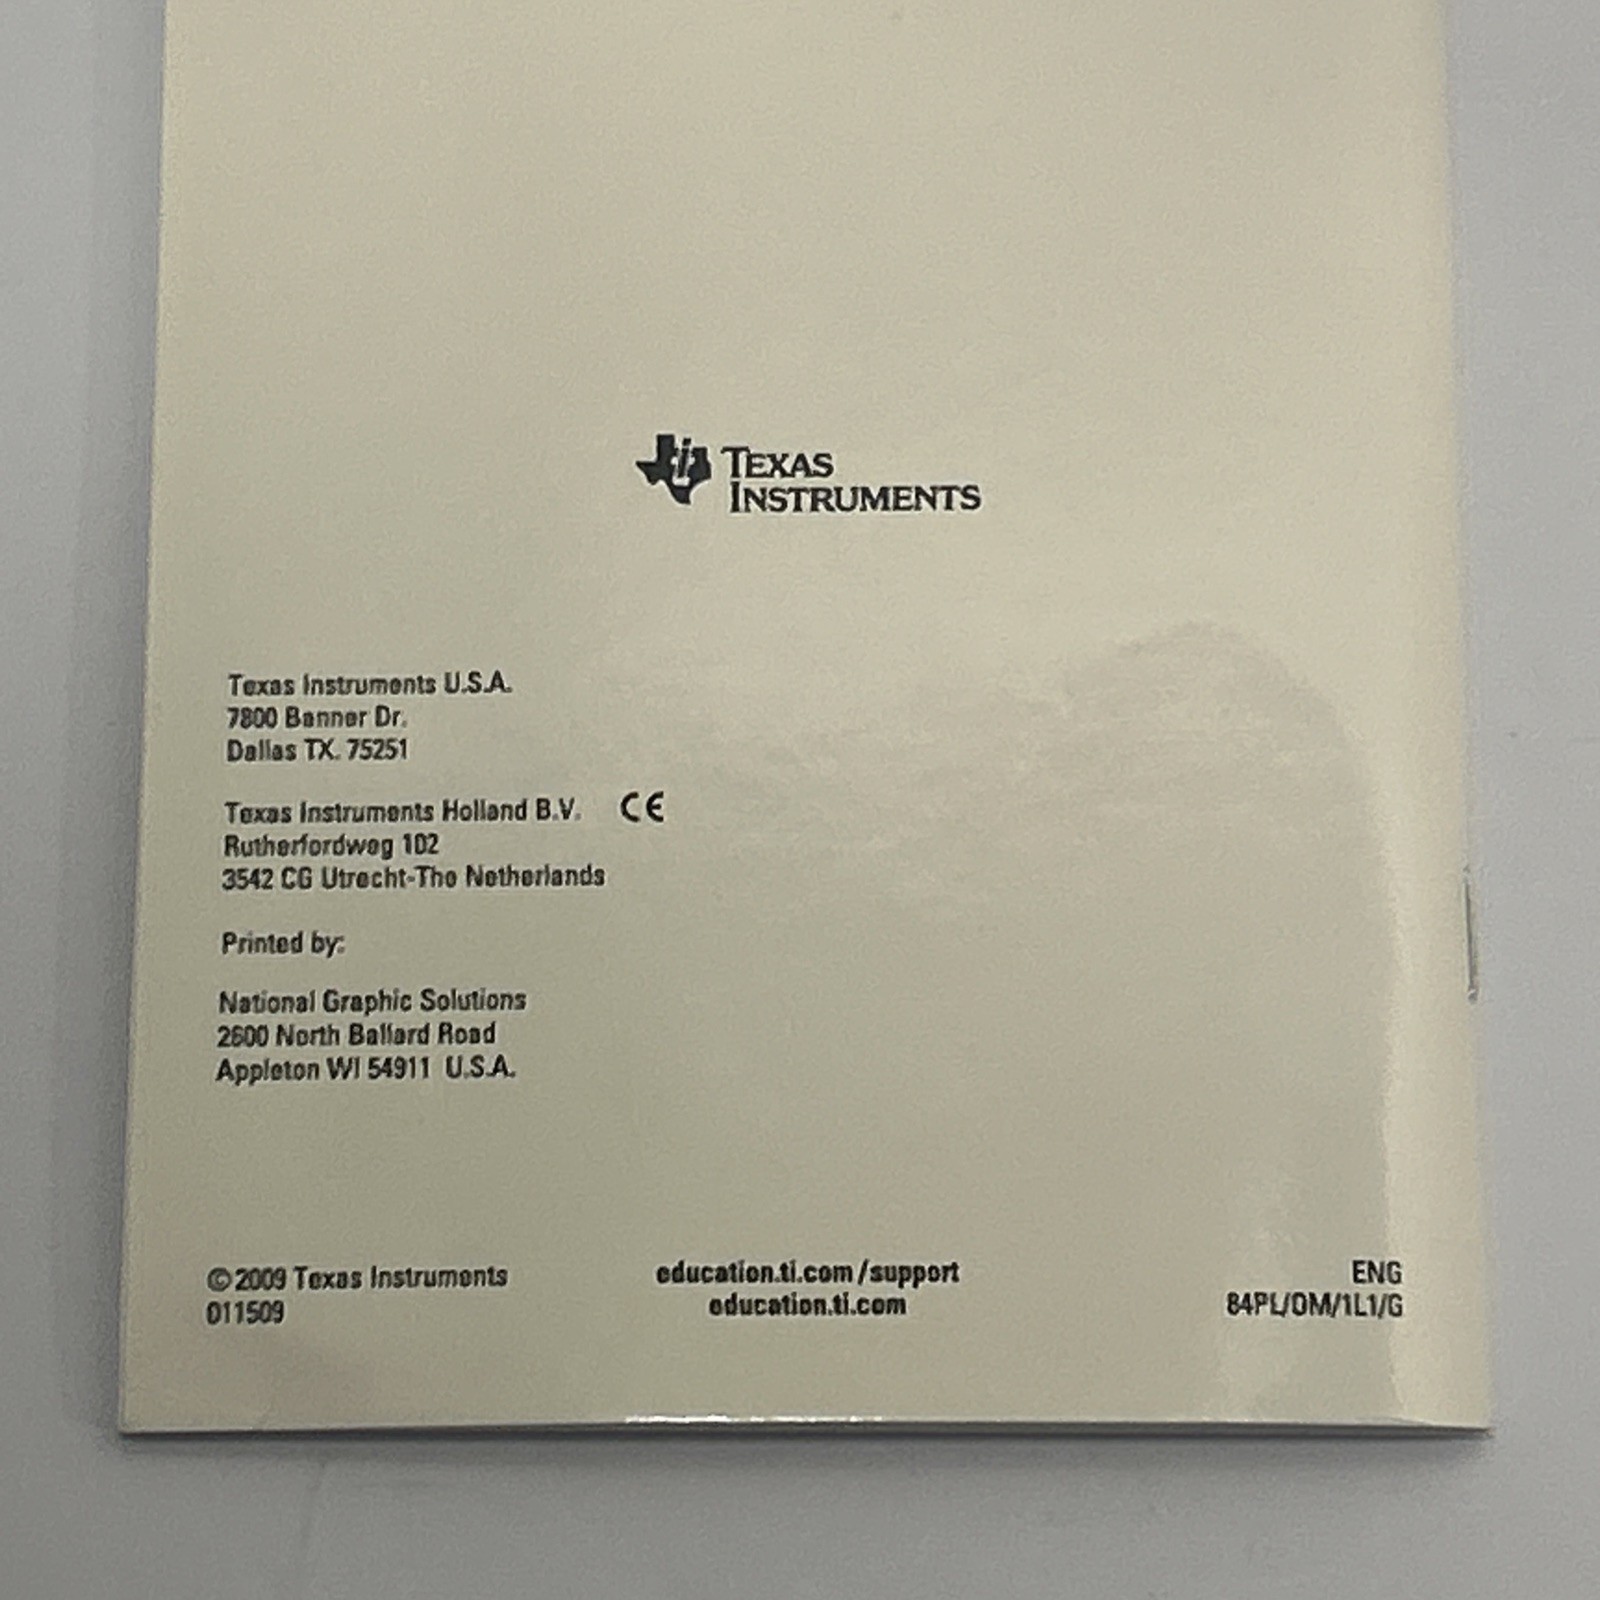 TEXAS
INSTRUMENTS
Texas Instruments U.S.A.
7800 Banner Dr.
Dallas TX. 75251
Texas Instruments Holland B.V. CE
Rutherfordweg 102
3542 CG Utrecht-The Netherlands
Printed by:
National Graphic Solutions
2600 North Ballard Road
Appleton WI 54911 U.S.A.
© 2009 Texas Instruments
011509
education.ti.com/support
education.ti.com
ENG
84PL/OM/1L1/G